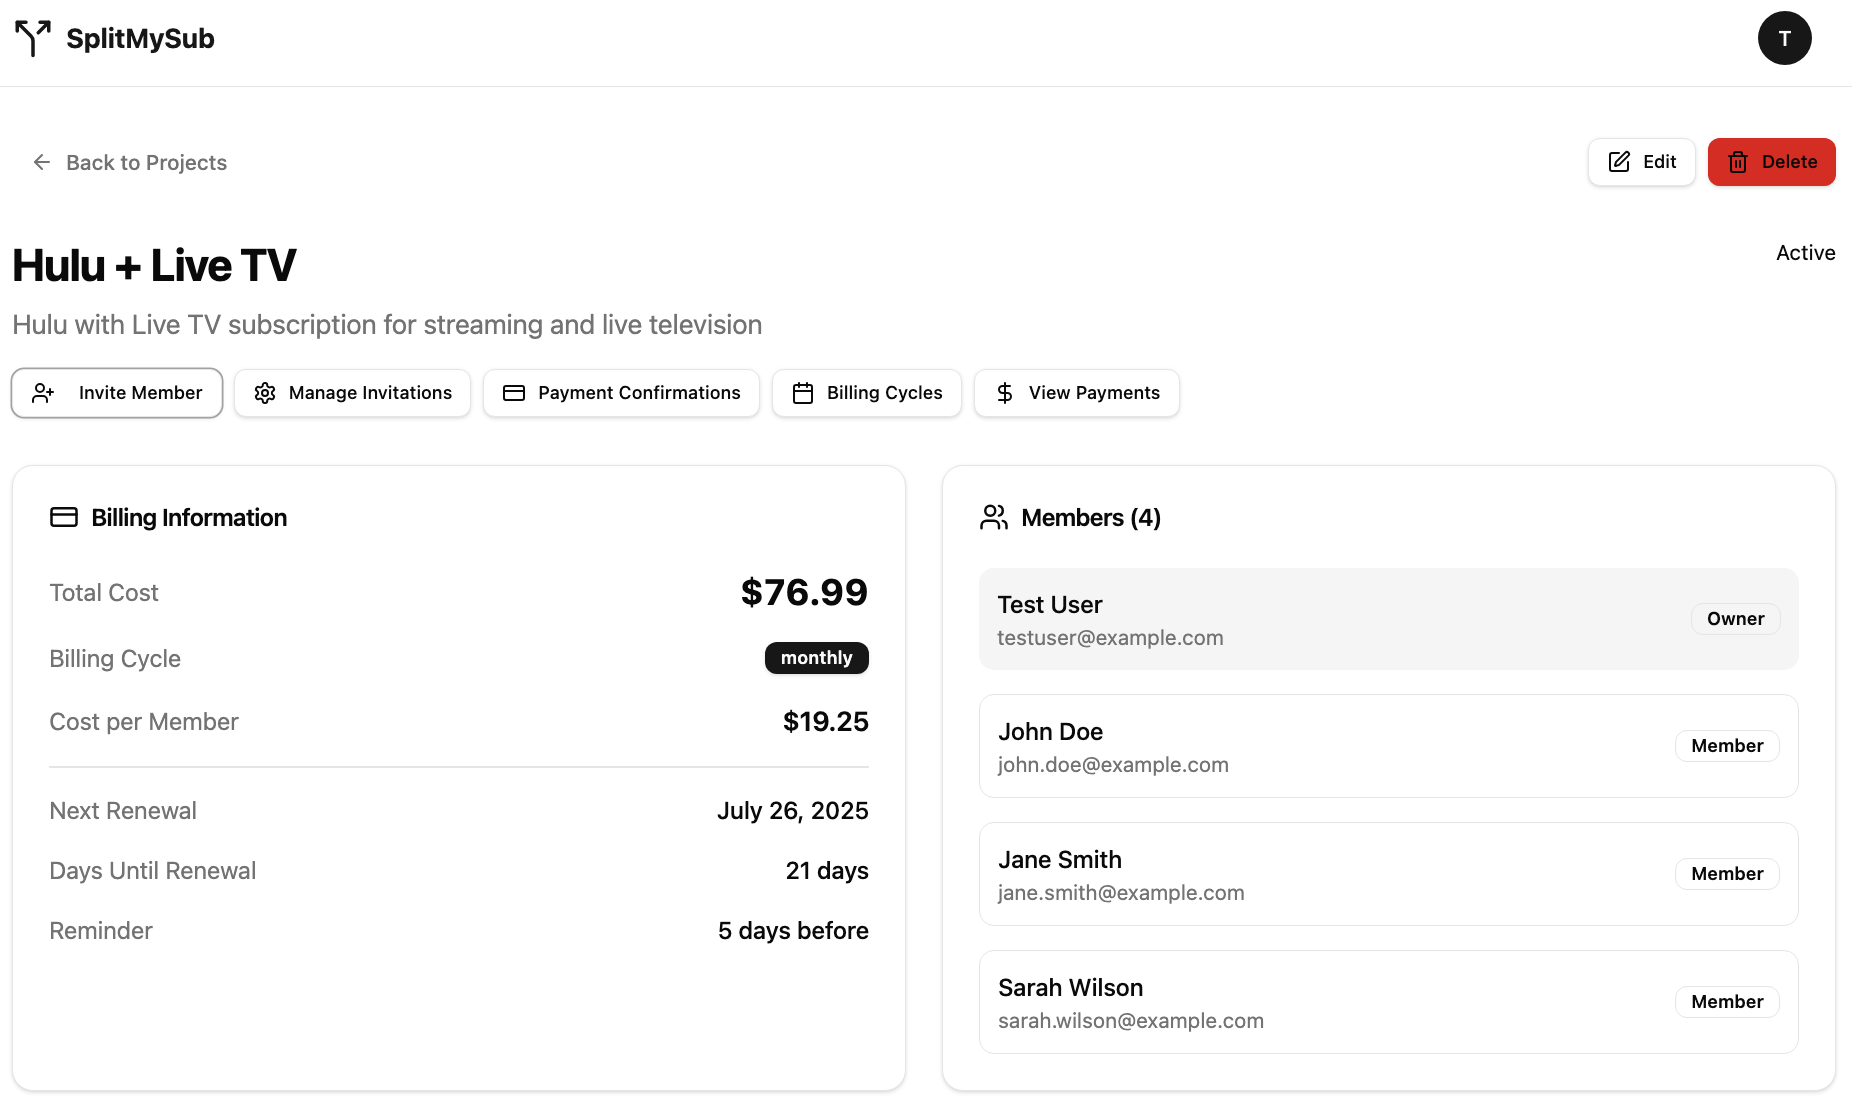 SplitMySub
T
Back to Projects
Edit
Delete
Hulu + Live TV
Active
Hulu with Live TV subscription for streaming and live television
Invite Member
Manage Invitations
Payment Confirmations
Billing Cycles
View Payments
Billing Information
Total Cost
$76.99
Billing Cycle
monthly
Cost per Member
$19.25
Next Renewal
July 26, 2025
Days Until Renewal
21 days
Reminder
5 days before
Members (4)
Test User
testuser@example.com
Owner
John Doe
john.doe@example.com
Member
Jane Smith
jane.smith@example.com
Member
Sarah Wilson
sarah.wilson@example.com
Member